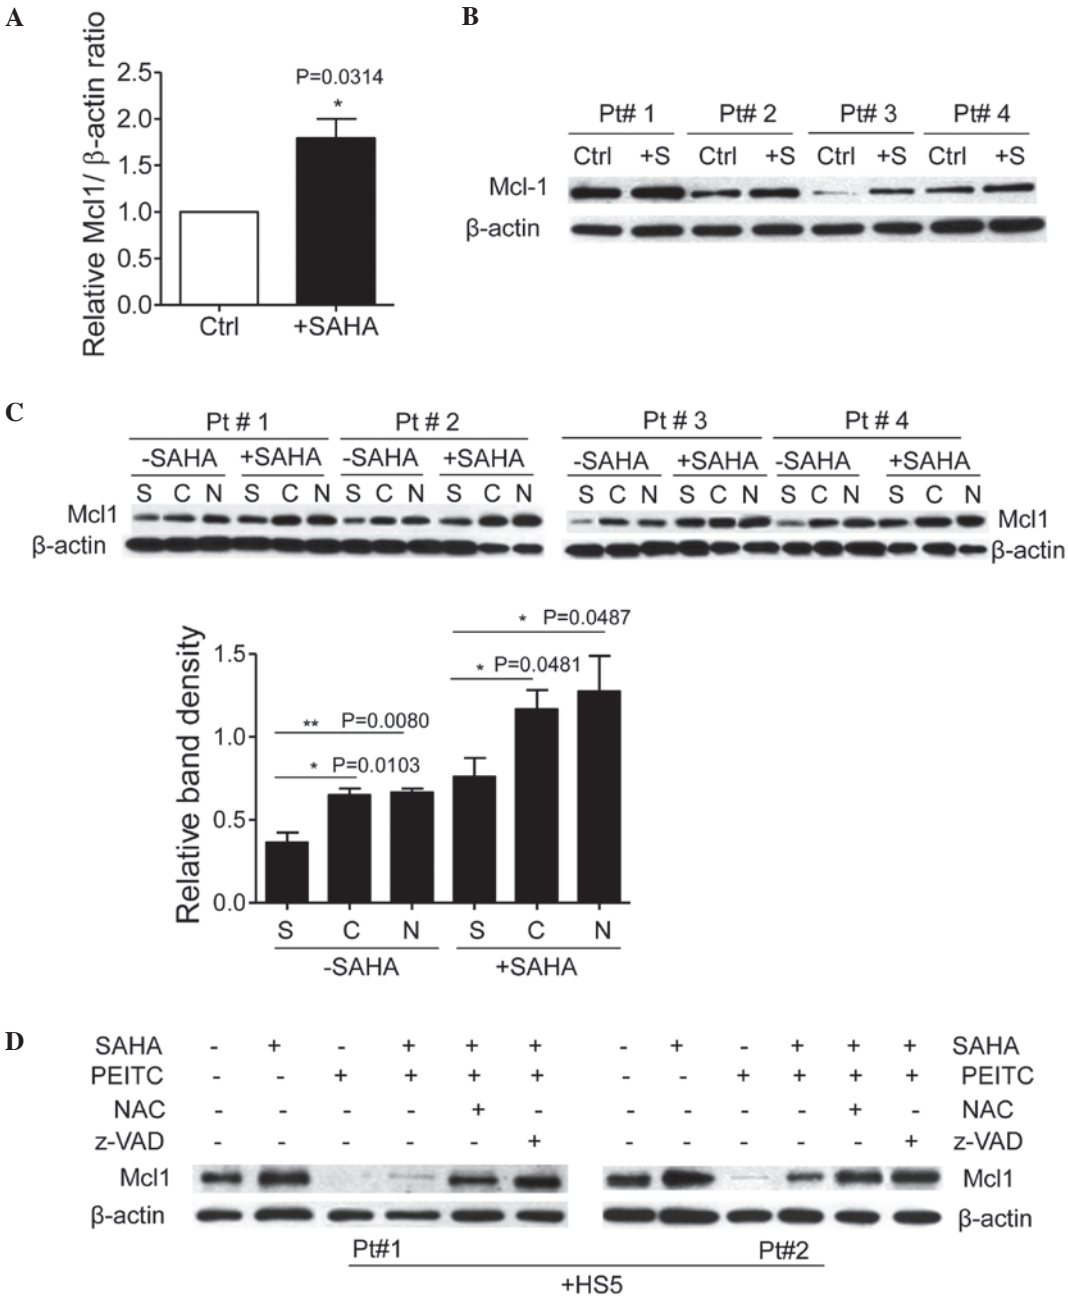 A
Relative Mcl1/ β-actin ratio
2.5
2.0
1.5
1.0
0.5
0.0
P=0.0314
*
Ctrl +SAHA
B
Pt# 1 Pt# 2 Pt# 3 Pt# 4
Ctrl +S Ctrl +S Ctrl +S Ctrl +S
Mcl-1
β-actin
C
Pt # 1 Pt # 2 Pt # 3 Pt # 4
-SAHA +SAHA -SAHA +SAHA -SAHA +SAHA -SAHA +SAHA
S C N S C N S C N S C N S C N S C N S C N S C N
Mcl1 Mcl1
β-actin β-actin
Relative band density
1.5
1.0
0.5
0.0
* P=0.0487
* P=0.0481
** P=0.0080
* P=0.0103
S C N S C N
-SAHA +SAHA
D
SAHA - + - + + + - + - + + + SAHA
PEITC - - + + + + - - + + + + PEITC
NAC - - - - + - - - - - + - NAC
z-VAD - - - - - + - - - - - + z-VAD
Mcl1 Mcl1
β-actin β-actin
Pt#1 Pt#2
+HS5